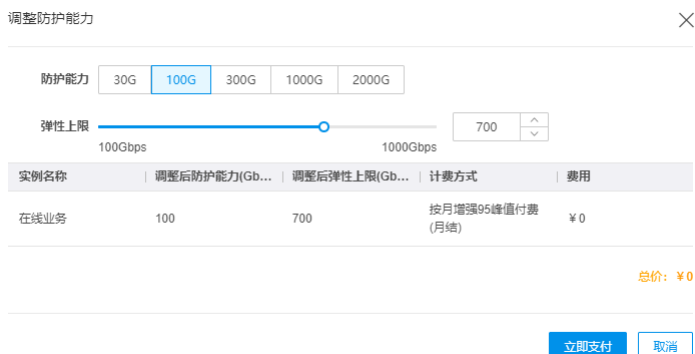 调整防护能力
防护能力 30G 100G 300G 1000G 2000G
弹性上限 700
100Gbps 1000Gbps
实例名称 调整后防护能力(Gb... 调整后弹性上限(Gb... 计费方式 费用
在线业务 100 700 按月增强95峰值付费 ¥0
(月结)
总价: ¥0
立即支付 取消